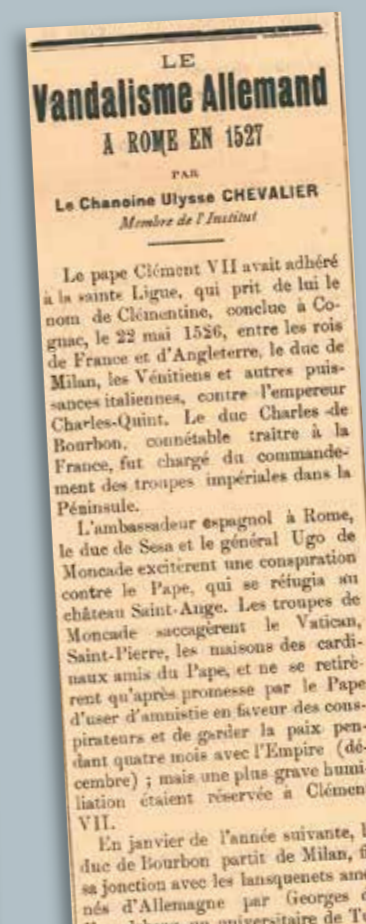 LE
Vandalisme Allemand
A ROME EN 1527
PAR
Le Chanoine Ulysse CHEVALIER
Membre de l'Institut
Le pape Clément VII avait adhéré
à la sainte Ligue, qui prit de lui le
nom de Clémentine, conclue à Co-
gnac, le 22 mai 1526, entre les rois
de France et d'Angleterre, le duc de
Milan, les Vénitiens et autres puis-
sances italiennes, contre l'empereur
Charles-Quint. Le duc Charles de
Bourbon, connétable traître à la
France, fut chargé du commande-
ment des troupes impériales dans la
Péninsule.
L'ambassadeur espagnol à Rome,
le duc de Sesa et le général Ugo de
Moncade excitèrent une conspiration
contre le Pape, qui se réfugia au
château Saint-Ange. Les troupes de
Moncade saccagèrent le Vatican,
Saint-Pierre, les maisons des cardi-
naux amis du Pape, et ne se retirè-
rent qu'après promesse par le Pape
d'user d'amnistie en faveur des cons-
pirateurs et de garder la paix pen-
dant quatre mois avec l'Empire (dé-
cembre) ; mais une plus grave humi-
liation étaient réservée à Clémen
VII.
En janvier de l'année suivante, l
duc de Bourbon partit de Milan, fi
sa jonction avec les lansquenets amé
nés d'Allemagne par Georges d
un universitaire de